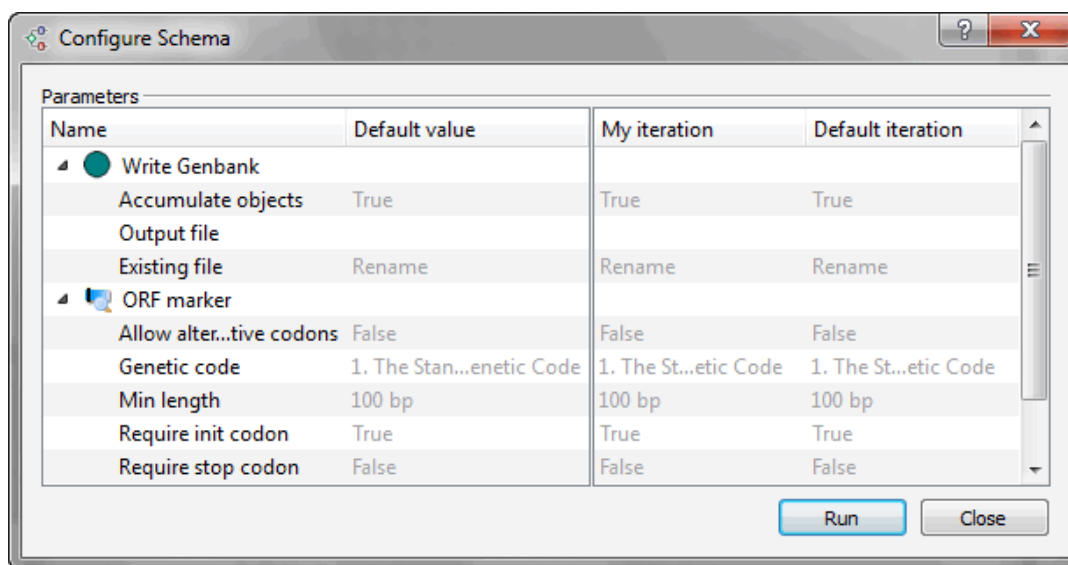 Configure Schema
Parameters
Name Default value My iteration Default iteration
Write Genbank
Accumulate objects True True True
Output file
Existing file Rename Rename Rename
ORF marker
Allow alter...tive codons False False False
Genetic code 1. The Stan...enetic Code 1. The St...etic Code 1. The St...etic Code
Min length 100 bp 100 bp 100 bp
Require init codon True True True
Require stop codon False False False
Run Close